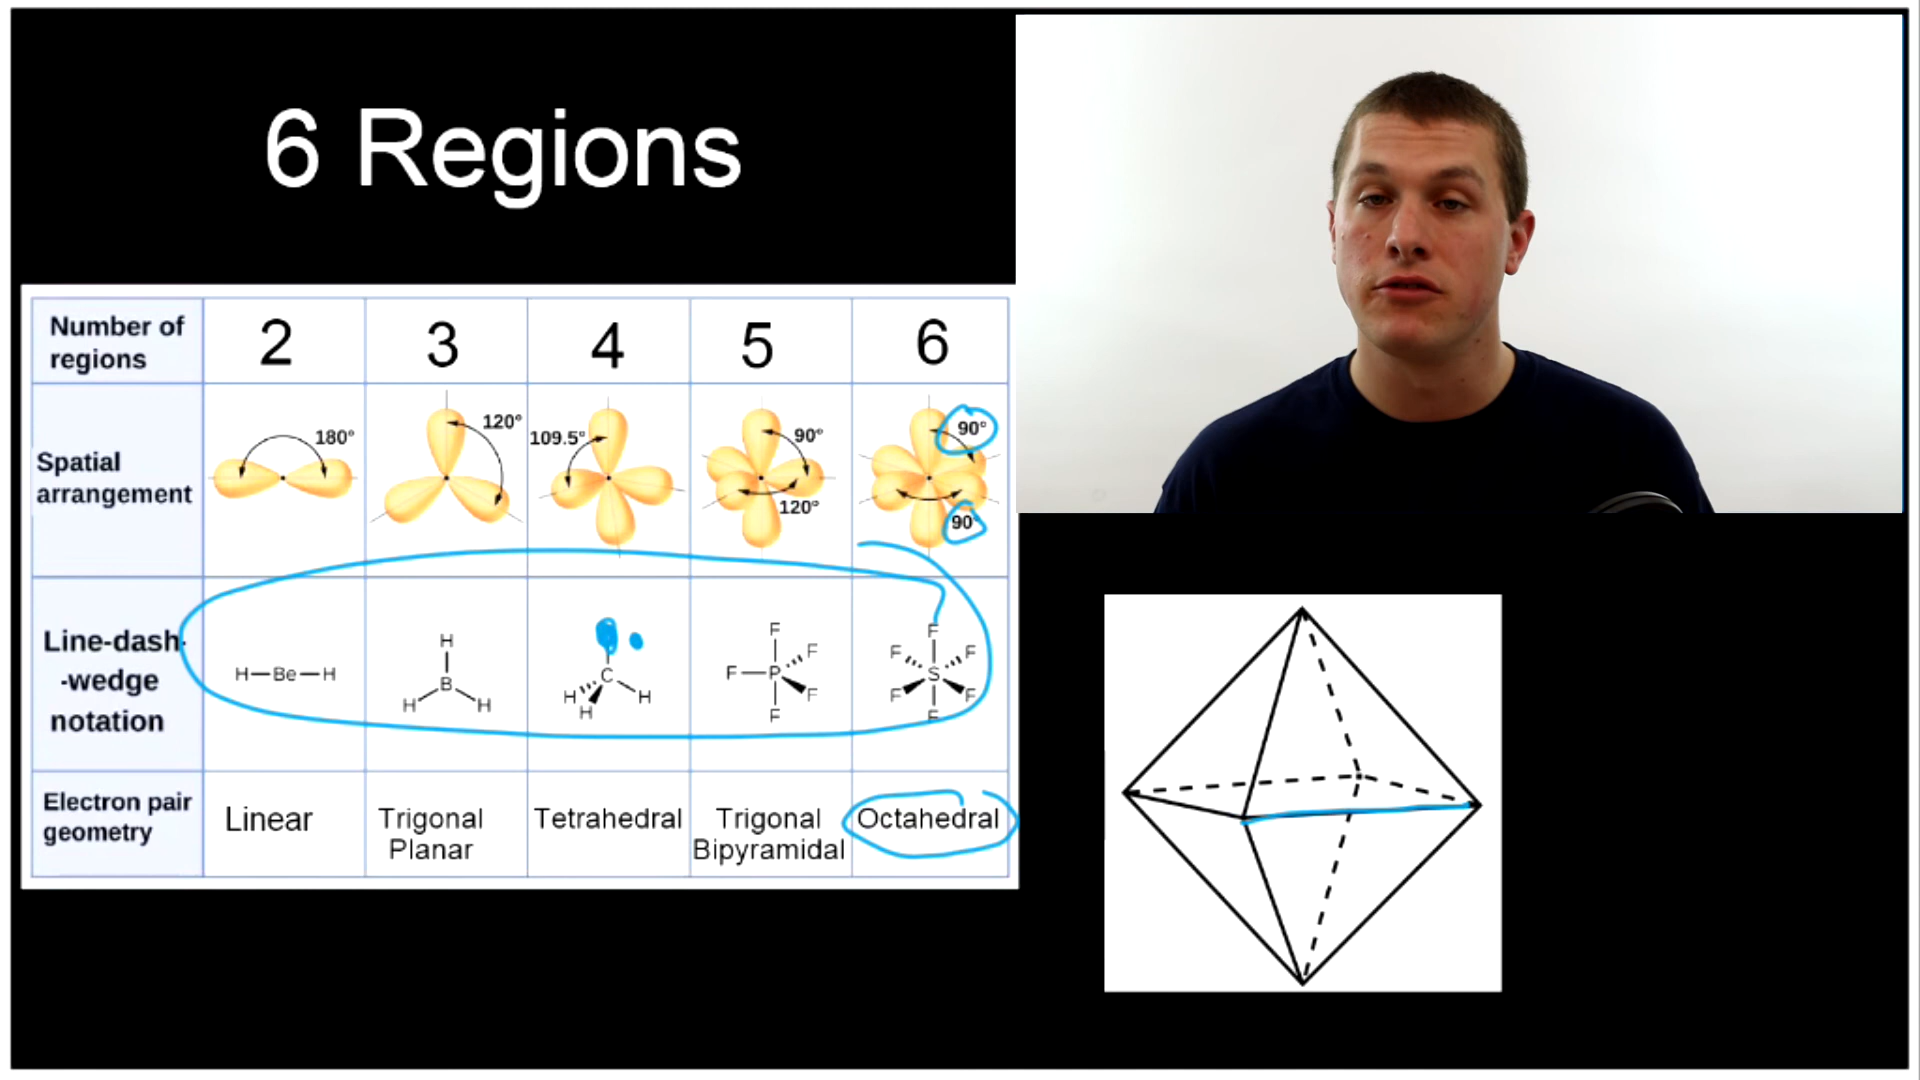 6 Regions
Number of
regions
2
3
4
5
6
Spatial
arrangement
180°
120°
109.5°
90°
120°
90°
90°
Line-dash-
-wedge
notation
H—Be—H
H
B
H H
C
H H
H
F
F
F—P
F
F
F
F F
S
F F
F
Electron pair
geometry
Linear
Trigonal
Planar
Tetrahedral
Trigonal
Bipyramidal
Octahedral